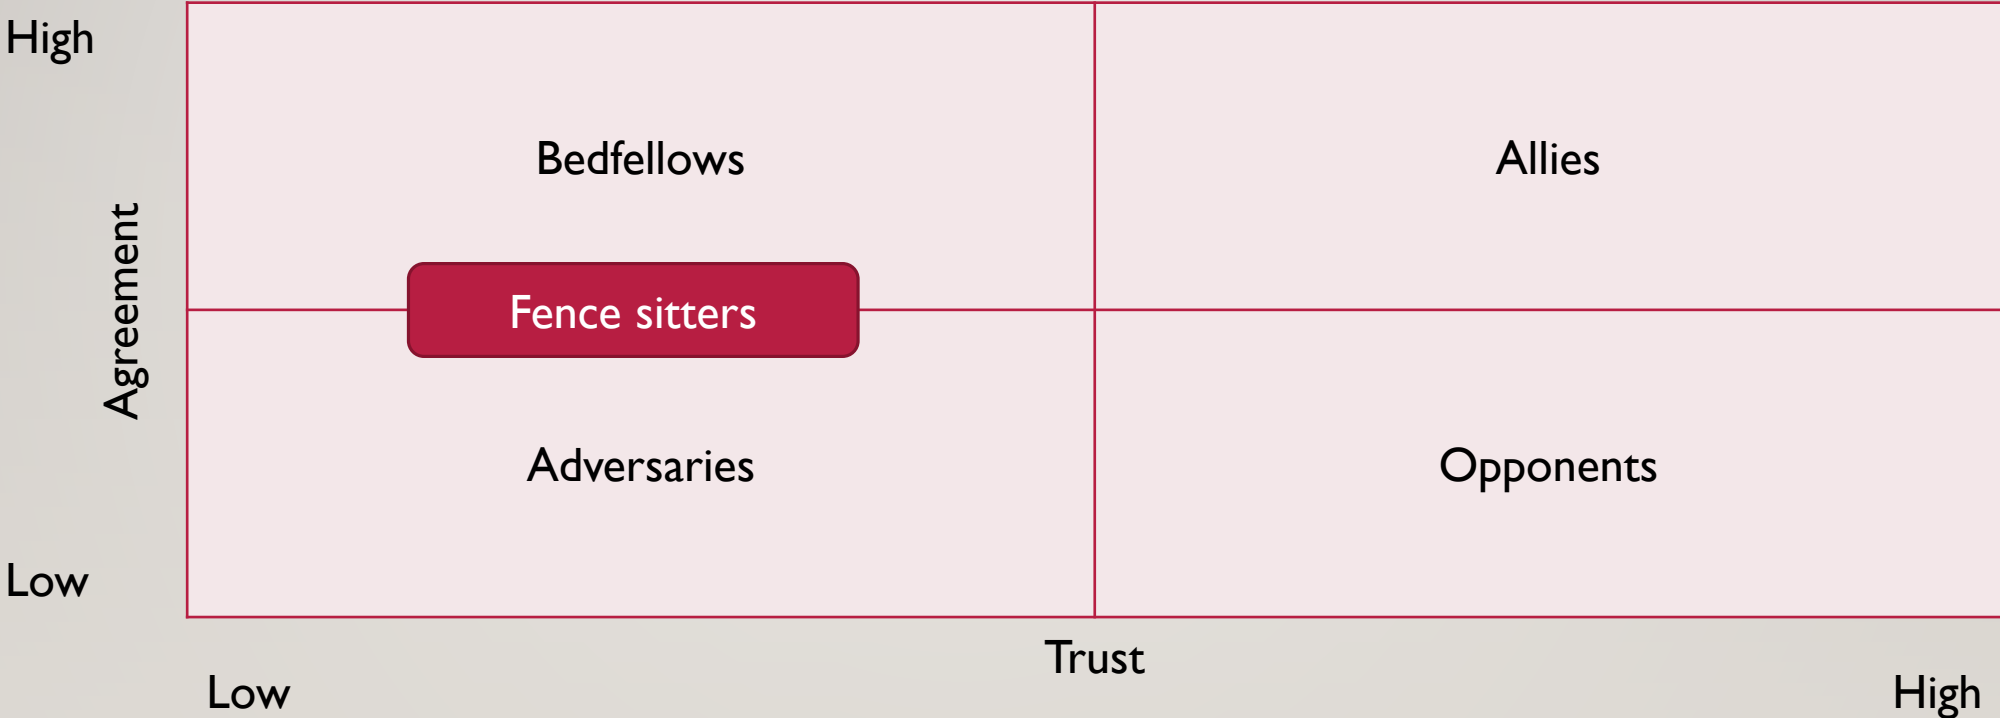 High
Bedfellows
Allies
Agreement
Fence sitters
Adversaries
Opponents
Low
Trust
Low
High